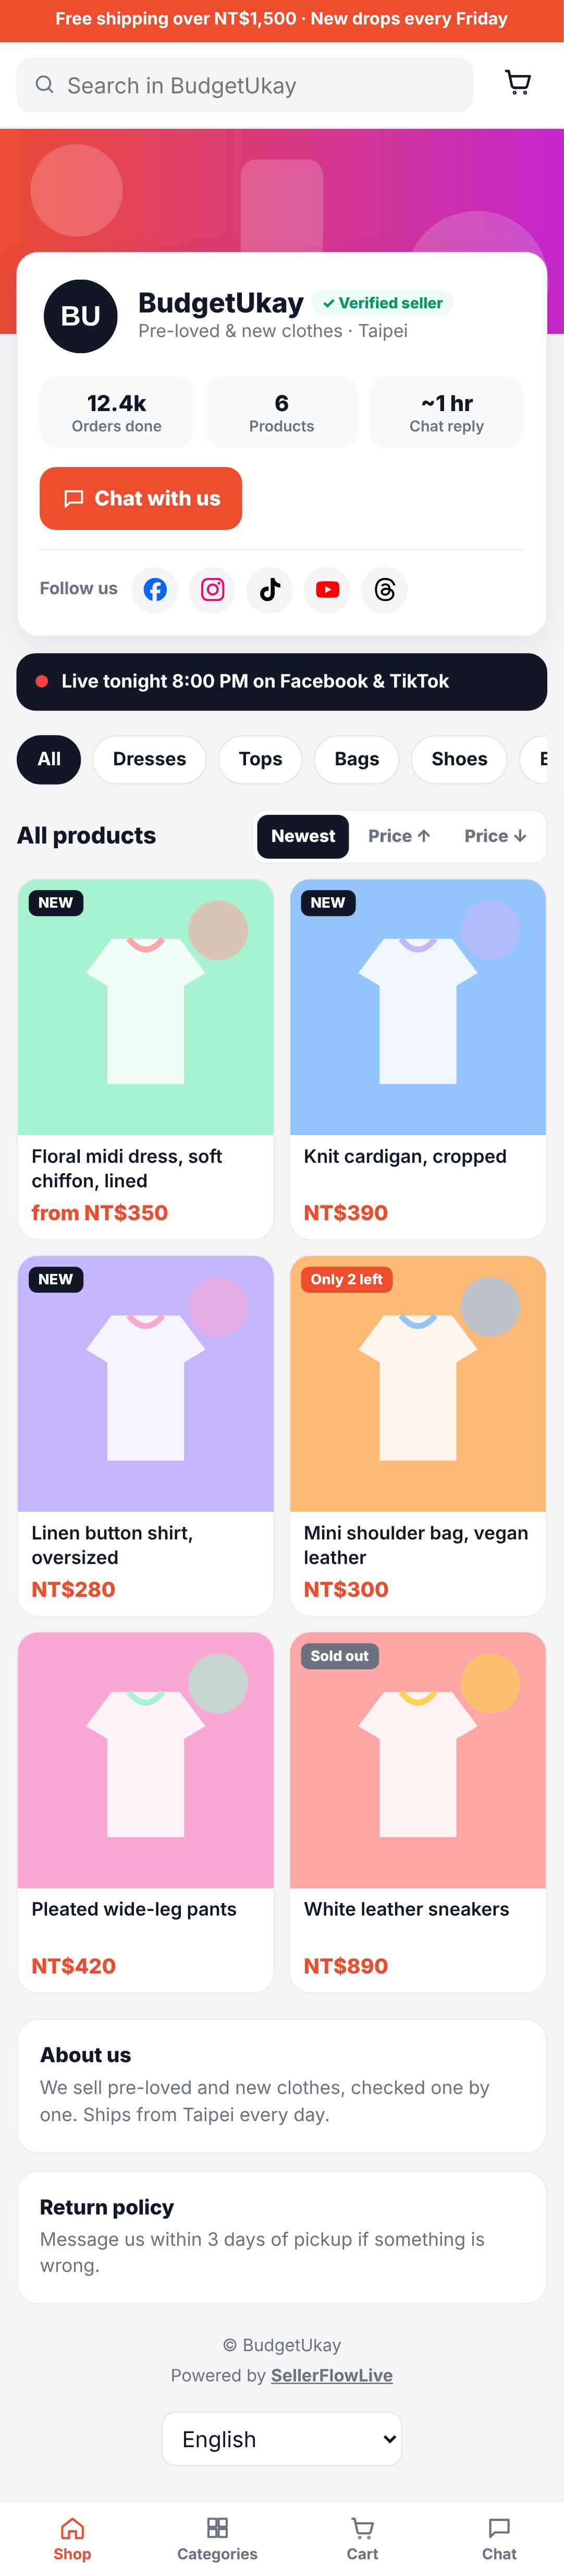 Free shipping over NT$1,500 · New drops every Friday
Search in BudgetUkay
BU
BudgetUkay
✓ Verified seller
Pre-loved & new clothes · Taipei
12.4k
Orders done
6
Products
~1 hr
Chat reply
Chat with us
Follow us
Live tonight 8:00 PM on Facebook & TikTok
All
Dresses
Tops
Bags
Shoes
All products
Newest
Price ↑
Price ↓
NEW
Floral midi dress, soft
chiffon, lined
from NT$350
NEW
Knit cardigan, cropped
NT$390
NEW
Linen button shirt,
oversized
NT$280
Only 2 left
Mini shoulder bag, vegan
leather
NT$300
Pleated wide-leg pants
NT$420
Sold out
White leather sneakers
NT$890
About us
We sell pre-loved and new clothes, checked one by
one. Ships from Taipei every day.
Return policy
Message us within 3 days of pickup if something is
wrong.
© BudgetUkay
Powered by SellerFlowLive
English
Shop
Categories
Cart
Chat